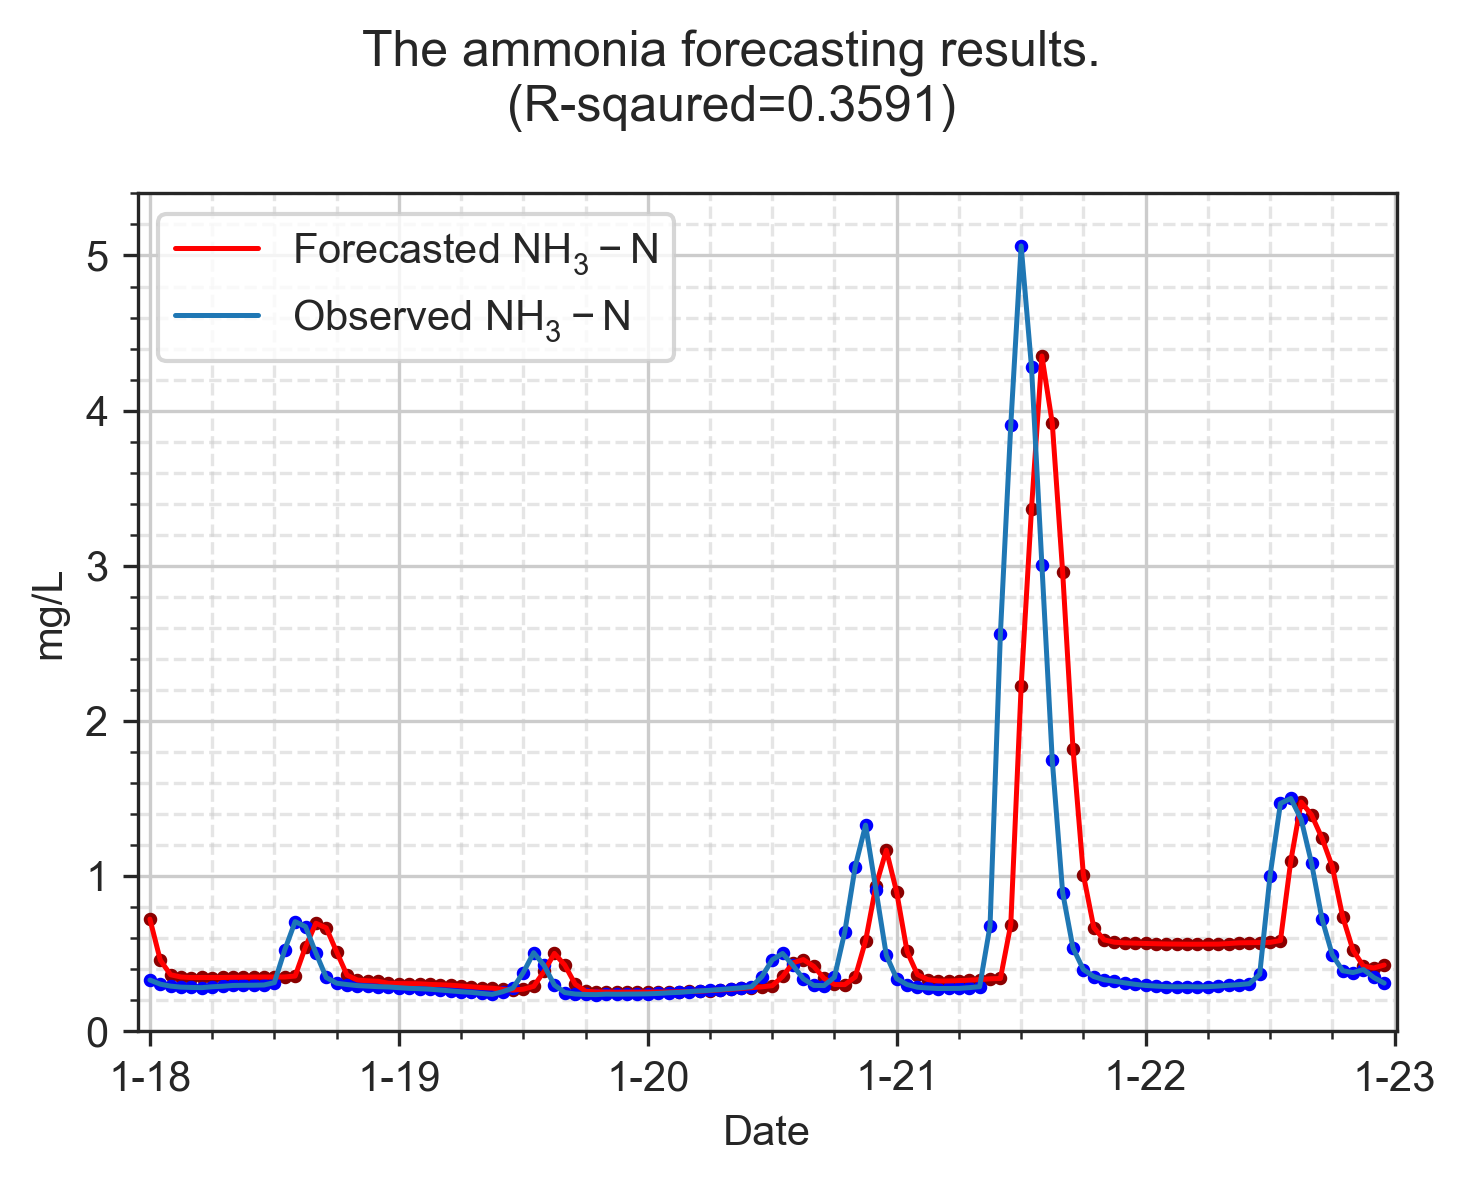 The ammonia forecasting results.
(R-sqaured=0.3591)
Forecasted NH₃ − N
Observed NH₃ − N
5
4
3
2
1
0
mg/L
1-18 1-19 1-20 1-21 1-22 1-23
Date